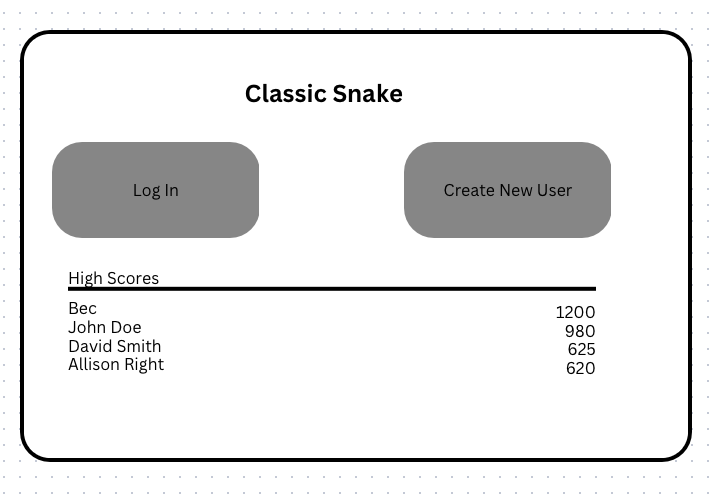 Classic Snake
Log In
Create New User
High Scores
Bec 1200
John Doe 980
David Smith 625
Allison Right 620